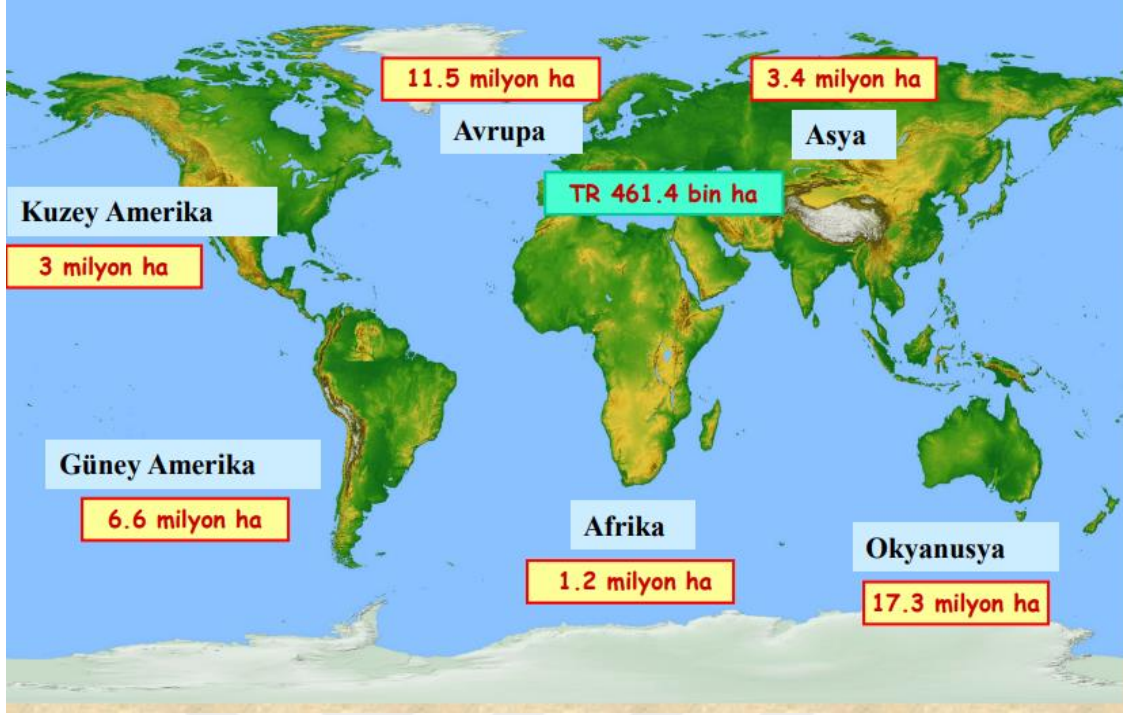 11.5 milyon ha
Avrupa
3.4 milyon ha
Asya
TR 461.4 bin ha
Kuzey Amerika
3 milyon ha
Güney Amerika
6.6 milyon ha
Afrika
1.2 milyon ha
Okyanusya
17.3 milyon ha